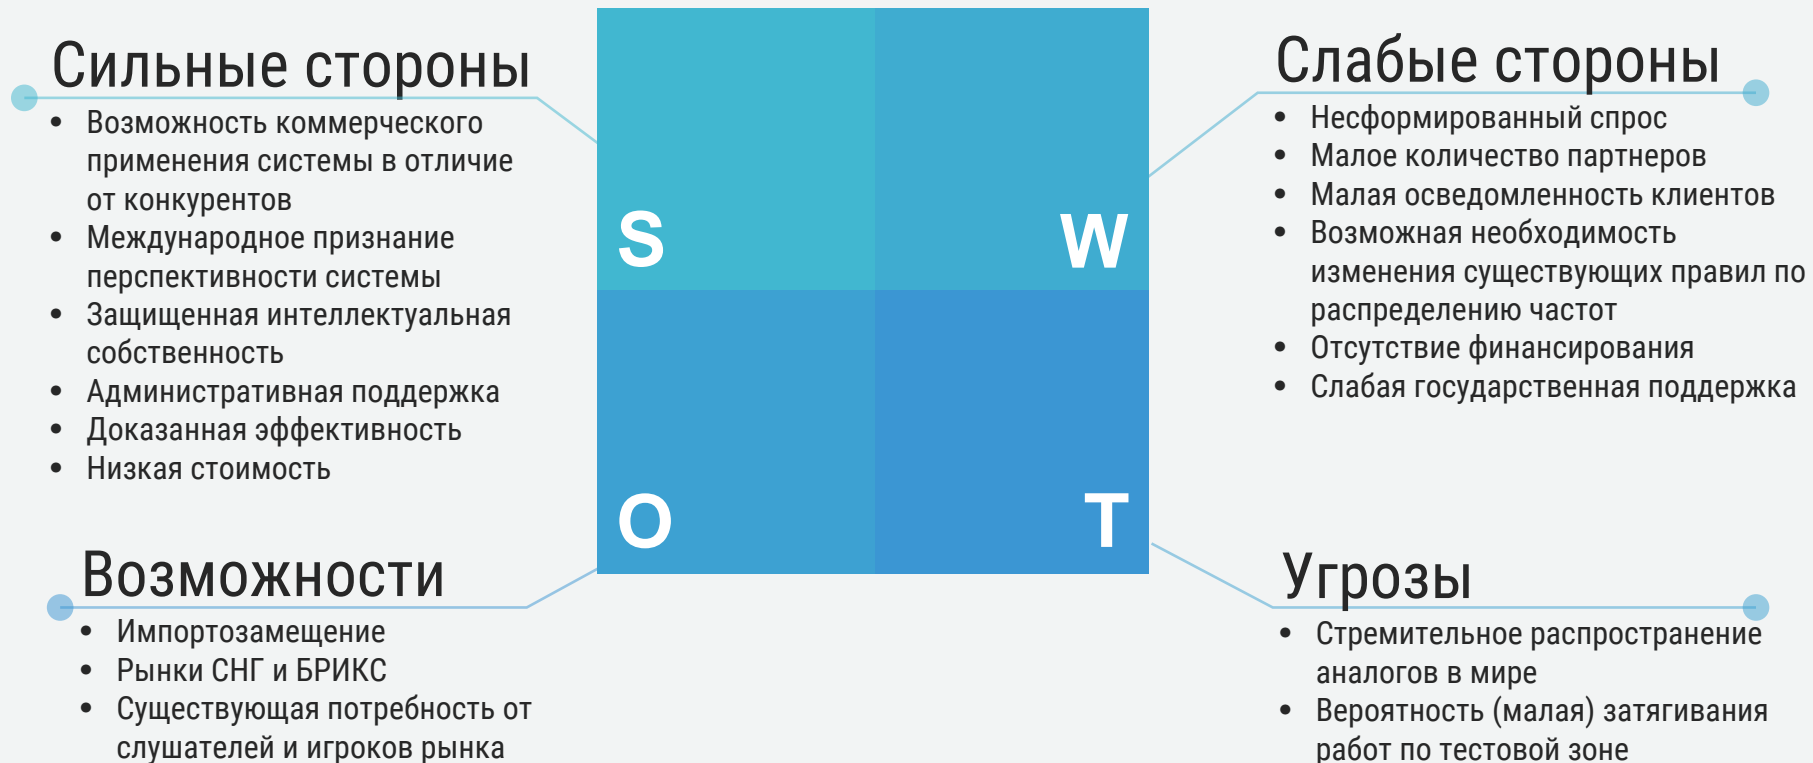 Сильные стороны
• Возможность коммерческого
применения системы в отличие
от конкурентов
• Международное признание
перспективности системы
• Защищенная интеллектуальная
собственность
• Административная поддержка
• Доказанная эффективность
• Низкая стоимость
S
W
O
T
Слабые стороны
• Несформированный спрос
• Малое количество партнеров
• Малая осведомленность клиентов
• Возможная необходимость
изменения существующих правил по
распределению частот
• Отсутствие финансирования
• Слабая государственная поддержка
Возможности
• Импортозамещение
• Рынки СНГ и БРИКС
• Существующая потребность от
слушателей и игроков рынка
Угрозы
• Стремительное распространение
аналогов в мире
• Вероятность (малая) затягивания
работ по тестовой зоне